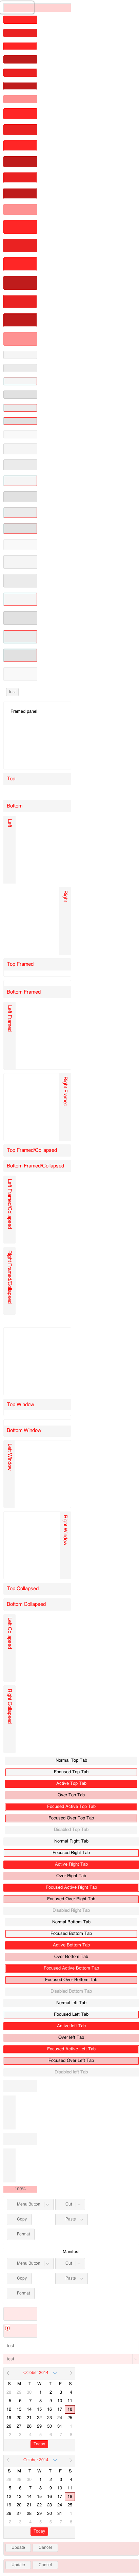 test
Framed panel
Top
Bottom
Left
Right
Top Framed
Bottom Framed
Left Framed
Right Framed
Top Framed/Collapsed
Bottom Framed/Collapsed
Left Framed/Collapsed
Right Framed/Collapsed
Top Window
Bottom Window
Left Window
Right Window
Top Collapsed
Bottom Collapsed
Left Collapsed
Right Collapsed
Normal Top Tab
Focused Top Tab
Active Top Tab
Over Top Tab
Focused Active Top Tab
Focused Over Top Tab
Disabled Top Tab
Normal Right Tab
Focused Right Tab
Active Right Tab
Over Right Tab
Focused Active Right Tab
Focused Over Right Tab
Disabled Right Tab
Normal Bottom Tab
Focused Bottom Tab
Active Bottom Tab
Over Bottom Tab
Focused Active Bottom Tab
Focused Over Bottom Tab
Disabled Bottom Tab
Normal left Tab
Focused Left Tab
Active left Tab
Over left Tab
Focused Active Left Tab
Focused Over Left Tab
Disabled left Tab
100%
Menu Button Cut
Copy Paste
Format
Manifest
Menu Button Cut
Copy Paste
Format
test
test
October 2014
S M T W T F S
28 29 30 1 2 3 4
5 6 7 8 9 10 11
12 13 14 15 16 17 18
19 20 21 22 23 24 25
26 27 28 29 30 31 1
2 3 4 5 6 7 8
Today
October 2014
S M T W T F S
28 29 30 1 2 3 4
5 6 7 8 9 10 11
12 13 14 15 16 17 18
19 20 21 22 23 24 25
26 27 28 29 30 31 1
2 3 4 5 6 7 8
Today
Update Cancel
Update Cancel